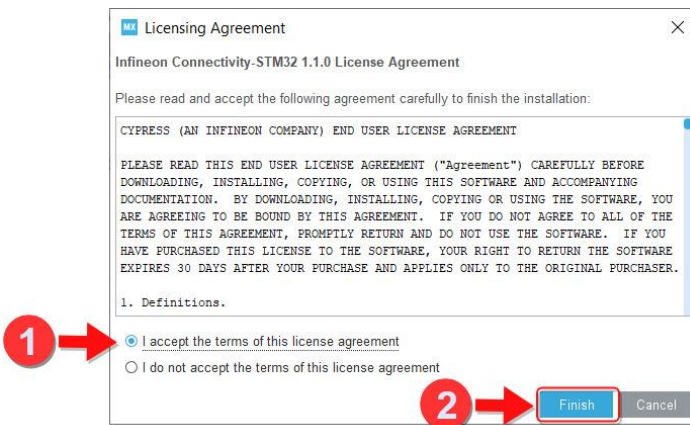 MX Licensing Agreement
Infineon Connectivity-STM32 1.1.0 License Agreement
Please read and accept the following agreement carefully to finish the installation:
CYPRESS (AN INFINEON COMPANY) END USER LICENSE AGREEMENT
PLEASE READ THIS END USER LICENSE AGREEMENT ("Agreement") CAREFULLY BEFORE
DOWNLOADING, INSTALLING, COPYING, OR USING THIS SOFTWARE AND ACCOMPANYING
DOCUMENTATION.  BY DOWNLOADING, INSTALLING, COPYING OR USING THE SOFTWARE, YOU
ARE AGREEING TO BE BOUND BY THIS AGREEMENT.  IF YOU DO NOT AGREE TO ALL OF THE
TERMS OF THIS AGREEMENT, PROMPTLY RETURN AND DO NOT USE THE SOFTWARE.  IF YOU
HAVE PURCHASED THIS LICENSE TO THE SOFTWARE, YOUR RIGHT TO RETURN THE SOFTWARE
EXPIRES 30 DAYS AFTER YOUR PURCHASE AND APPLIES ONLY TO THE ORIGINAL PURCHASER.
1. Definitions.
1 I accept the terms of this license agreement
I do not accept the terms of this license agreement
2 Finish Cancel